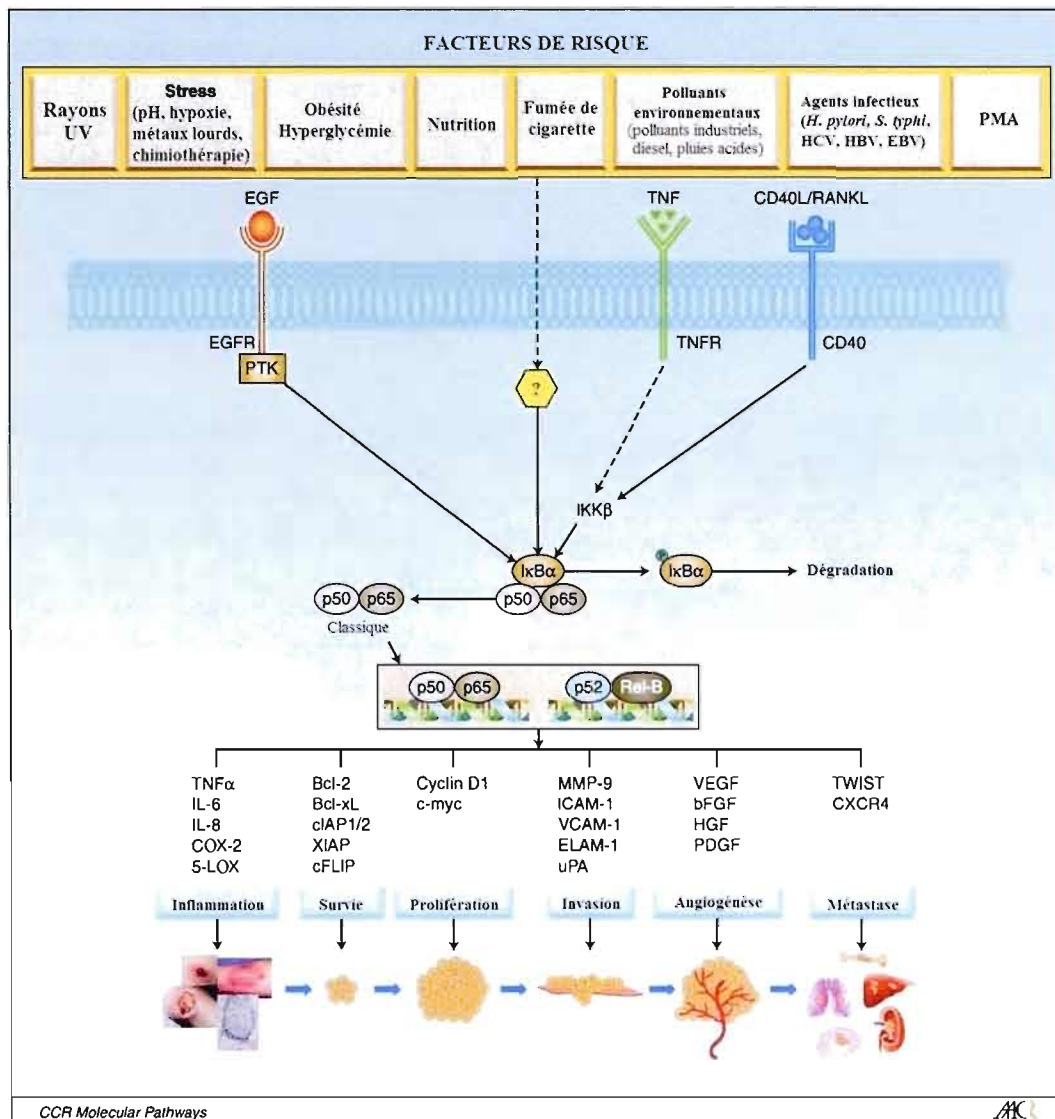 FACTEURS DE RISQUE
Rayons
UV
Stress
(pH, hypoxie,
métaux lourds,
chimiothérapie)
Obésité
Hyperglycémie
Nutrition
Fumée de
cigarette
Polluants
environnementaux
(polluants industriels,
diesel, pluies acides)
Agents infectieux
(H. pylori, S. typhi,
HCV, HBV, EBV)
PMA
EGF
TNF
CD40L/RANKL
EGFR
PTK
TNFR
CD40
?
IKKβ
IκBα
p50 p65
IκBα
Dégradation
p50 p65
Classique
p50 p65
p52 Rel-B
TNFα
IL-6
IL-8
COX-2
5-LOX
Bcl-2
Bcl-xL
cIAP1/2
XIAP
cFLIP
Cyclin D1
c-myc
MMP-9
ICAM-1
VCAM-1
ELAM-1
uPA
VEGF
bFGF
HGF
PDGF
TWIST
CXCR4
Inflammation
Survie
Prolifération
Invasion
Angiogénèse
Métastase
CCR Molecular Pathways